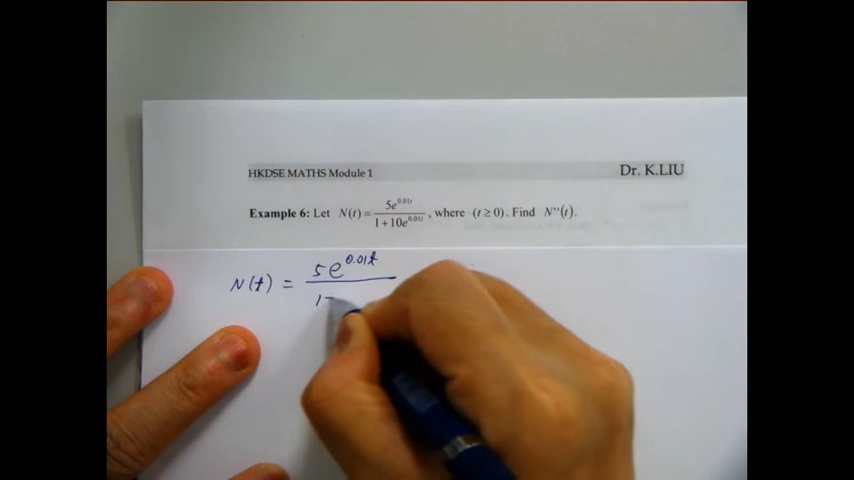 HKDSE MATHS Module 1 Dr. K.LIU
Example 6: Let N(t) = 5e^{0.01t} / (1 + 10e^{0.01t}), where (t ≥ 0). Find N''(t).
N(t) = 5e^{0.01t} / 1